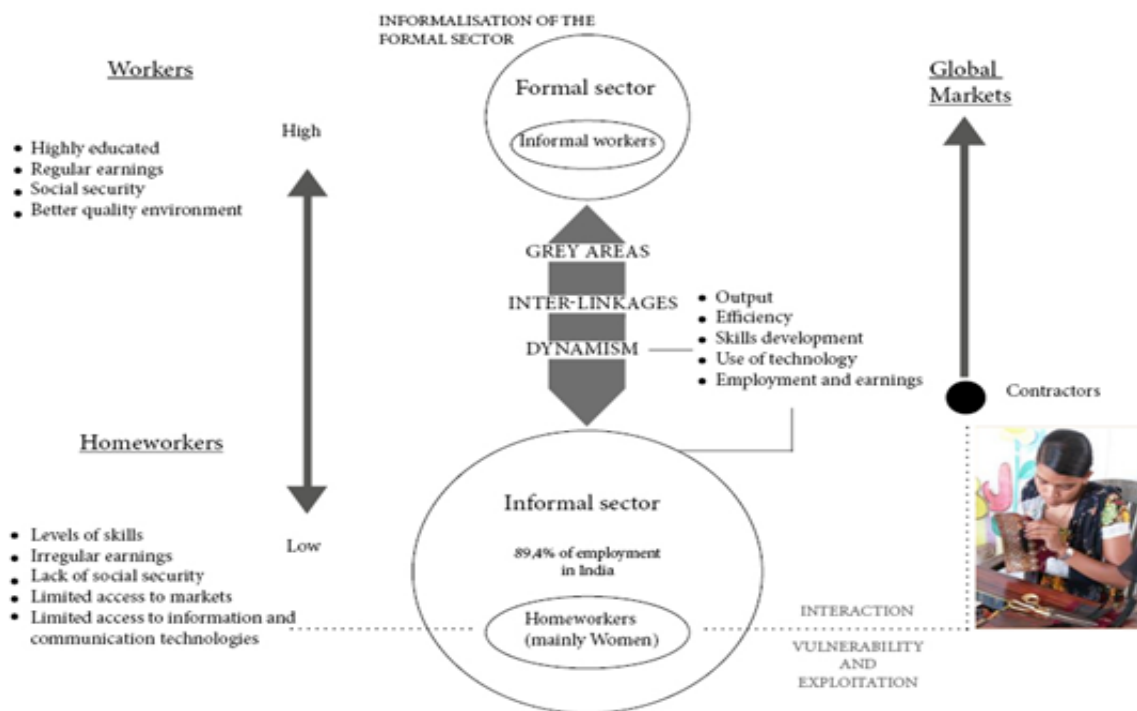 INFORMALISATION OF THE
FORMAL SECTOR
Workers
Global
Markets
Formal sector
Informal workers
High
• Highly educated
• Regular earnings
• Social security
• Better quality environment
GREY AREAS
INTER-LINKAGES
DYNAMISM
• Output
• Efficiency
• Skills development
• Use of technology
• Employment and earnings
Contractors
Homeworkers
Informal sector
Low
• Levels of skills
• Irregular earnings
• Lack of social security
• Limited access to markets
• Limited access to information and
communication technologies
89,4% of employment
in India
Homeworkers
(mainly Women)
INTERACTION
VULNERABILITY
AND
EXPLOITATION